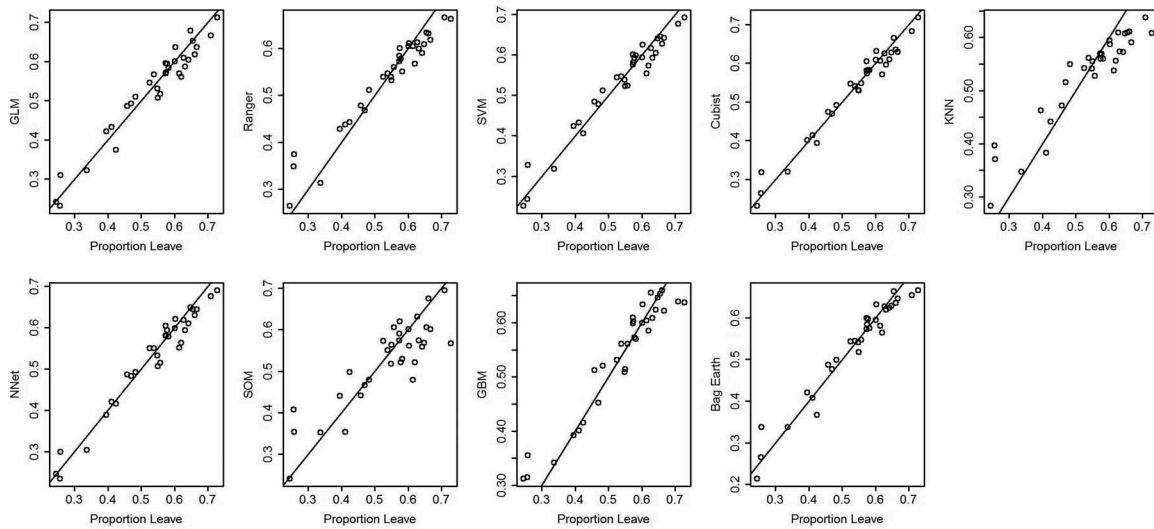 GLM
0.3 0.4 0.5 0.6 0.7
0.3 0.4 0.5 0.6 0.7
Proportion Leave
Ranger
0.3 0.4 0.5 0.6
0.3 0.4 0.5 0.6 0.7
Proportion Leave
SVM
0.3 0.4 0.5 0.6 0.7
0.3 0.4 0.5 0.6 0.7
Proportion Leave
Cubist
0.3 0.4 0.5 0.6 0.7
0.3 0.4 0.5 0.6 0.7
Proportion Leave
KNN
0.30 0.40 0.50 0.60
0.3 0.4 0.5 0.6 0.7
Proportion Leave
NNet
0.3 0.4 0.5 0.6 0.7
0.3 0.4 0.5 0.6 0.7
Proportion Leave
SOM
0.3 0.4 0.5 0.6 0.7
0.3 0.4 0.5 0.6 0.7
Proportion Leave
GBM
0.30 0.40 0.50 0.60
0.3 0.4 0.5 0.6 0.7
Proportion Leave
Bag Earth
0.2 0.3 0.4 0.5 0.6 0.7
0.3 0.4 0.5 0.6 0.7
Proportion Leave